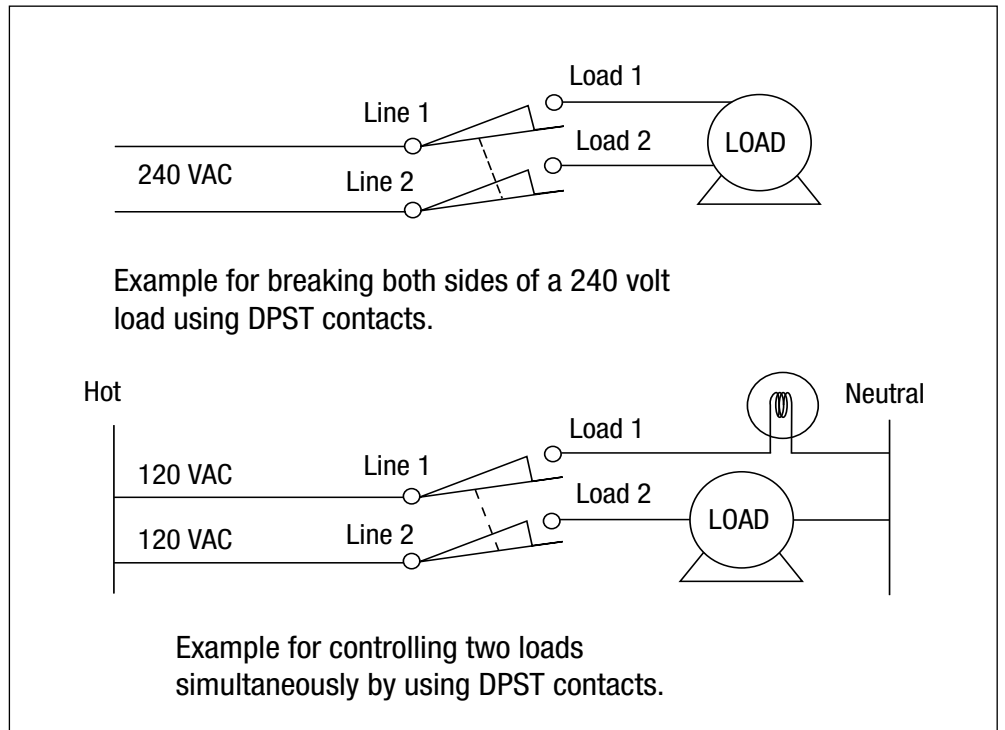 Load 1
Line 1
Load 2
LOAD
240 VAC
Line 2
Example for breaking both sides of a 240 volt
load using DPST contacts.
Hot
Neutral
Load 1
120 VAC
Line 1
Load 2
LOAD
120 VAC
Line 2
Example for controlling two loads
simultaneously by using DPST contacts.